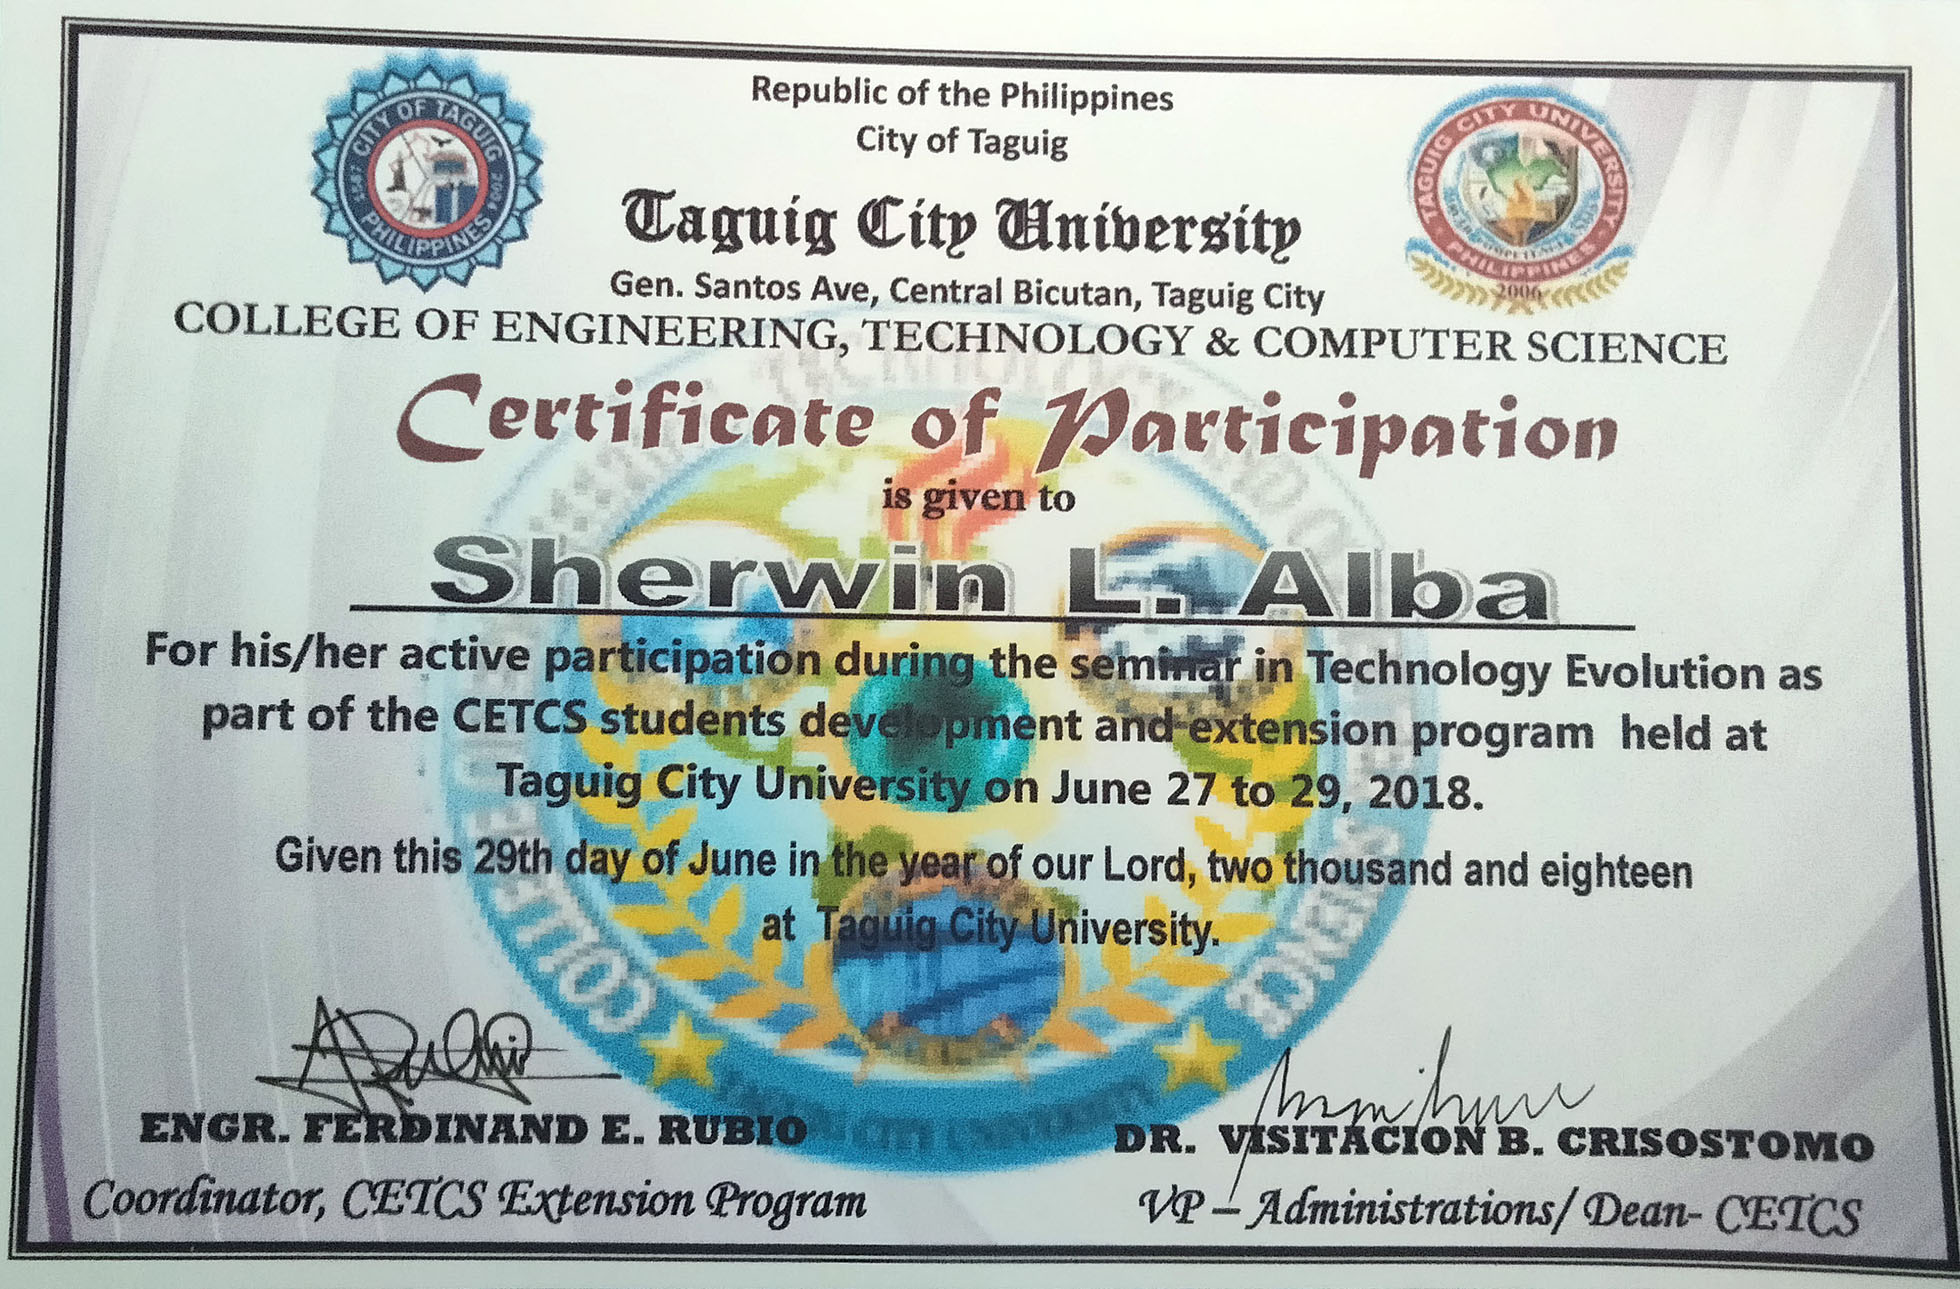 CITY OF TAGUIG
PHILIPPINES
TAGUIG CITY UNIVERSITY
PHILIPPINES
2006
Republic of the Philippines
City of Taguig
Taguig City University
Gen. Santos Ave, Central Bicutan, Taguig City
COLLEGE OF ENGINEERING, TECHNOLOGY & COMPUTER SCIENCE
Certificate of Participation
is given to
Sherwin L. Alba
For his/her active participation during the seminar in Technology Evolution as
part of the CETCS students development and extension program held at
Taguig City University on June 27 to 29, 2018.
Given this 29th day of June in the year of our Lord, two thousand and eighteen
at Taguig City University.
ENGR. FERDINAND E. RUBIO
Coordinator, CETCS Extension Program
DR. VISITACION B. CRISOSTOMO
VP – Administrations/ Dean- CETCS